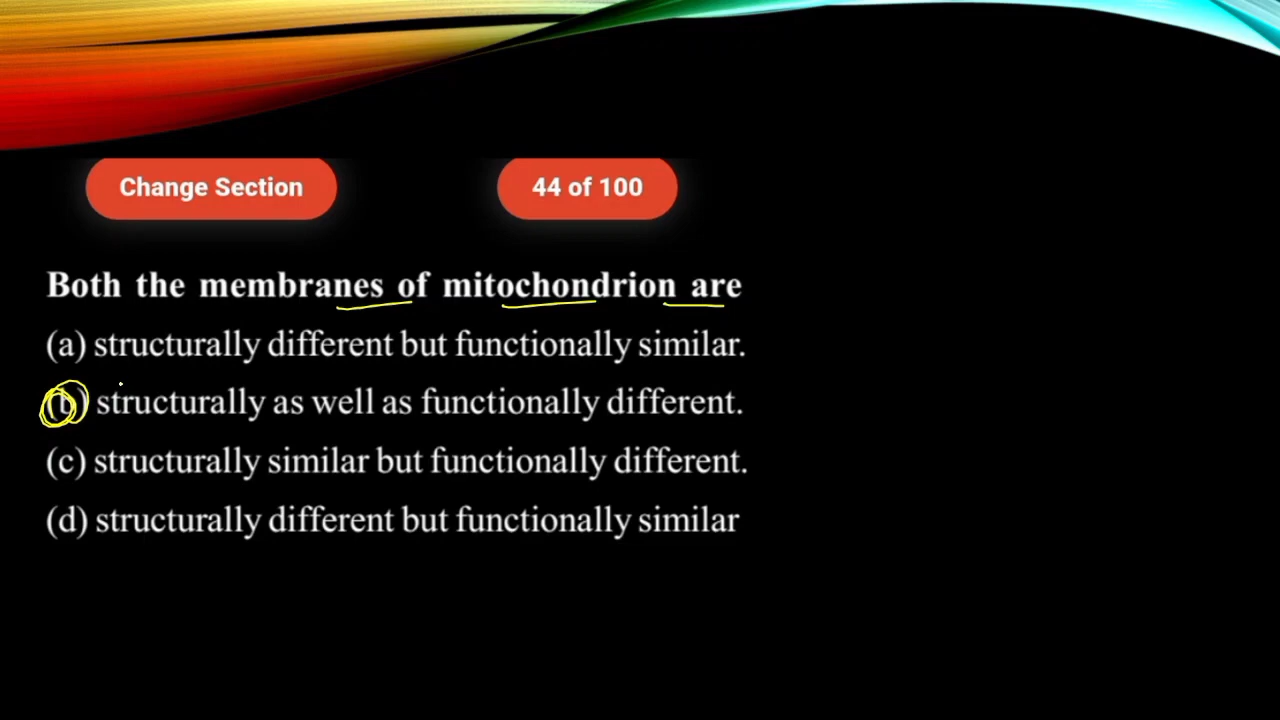 Change Section
44 of 100
Both the membranes of mitochondrion are
(a) structurally different but functionally similar.
(b) structurally as well as functionally different.
(c) structurally similar but functionally different.
(d) structurally different but functionally similar